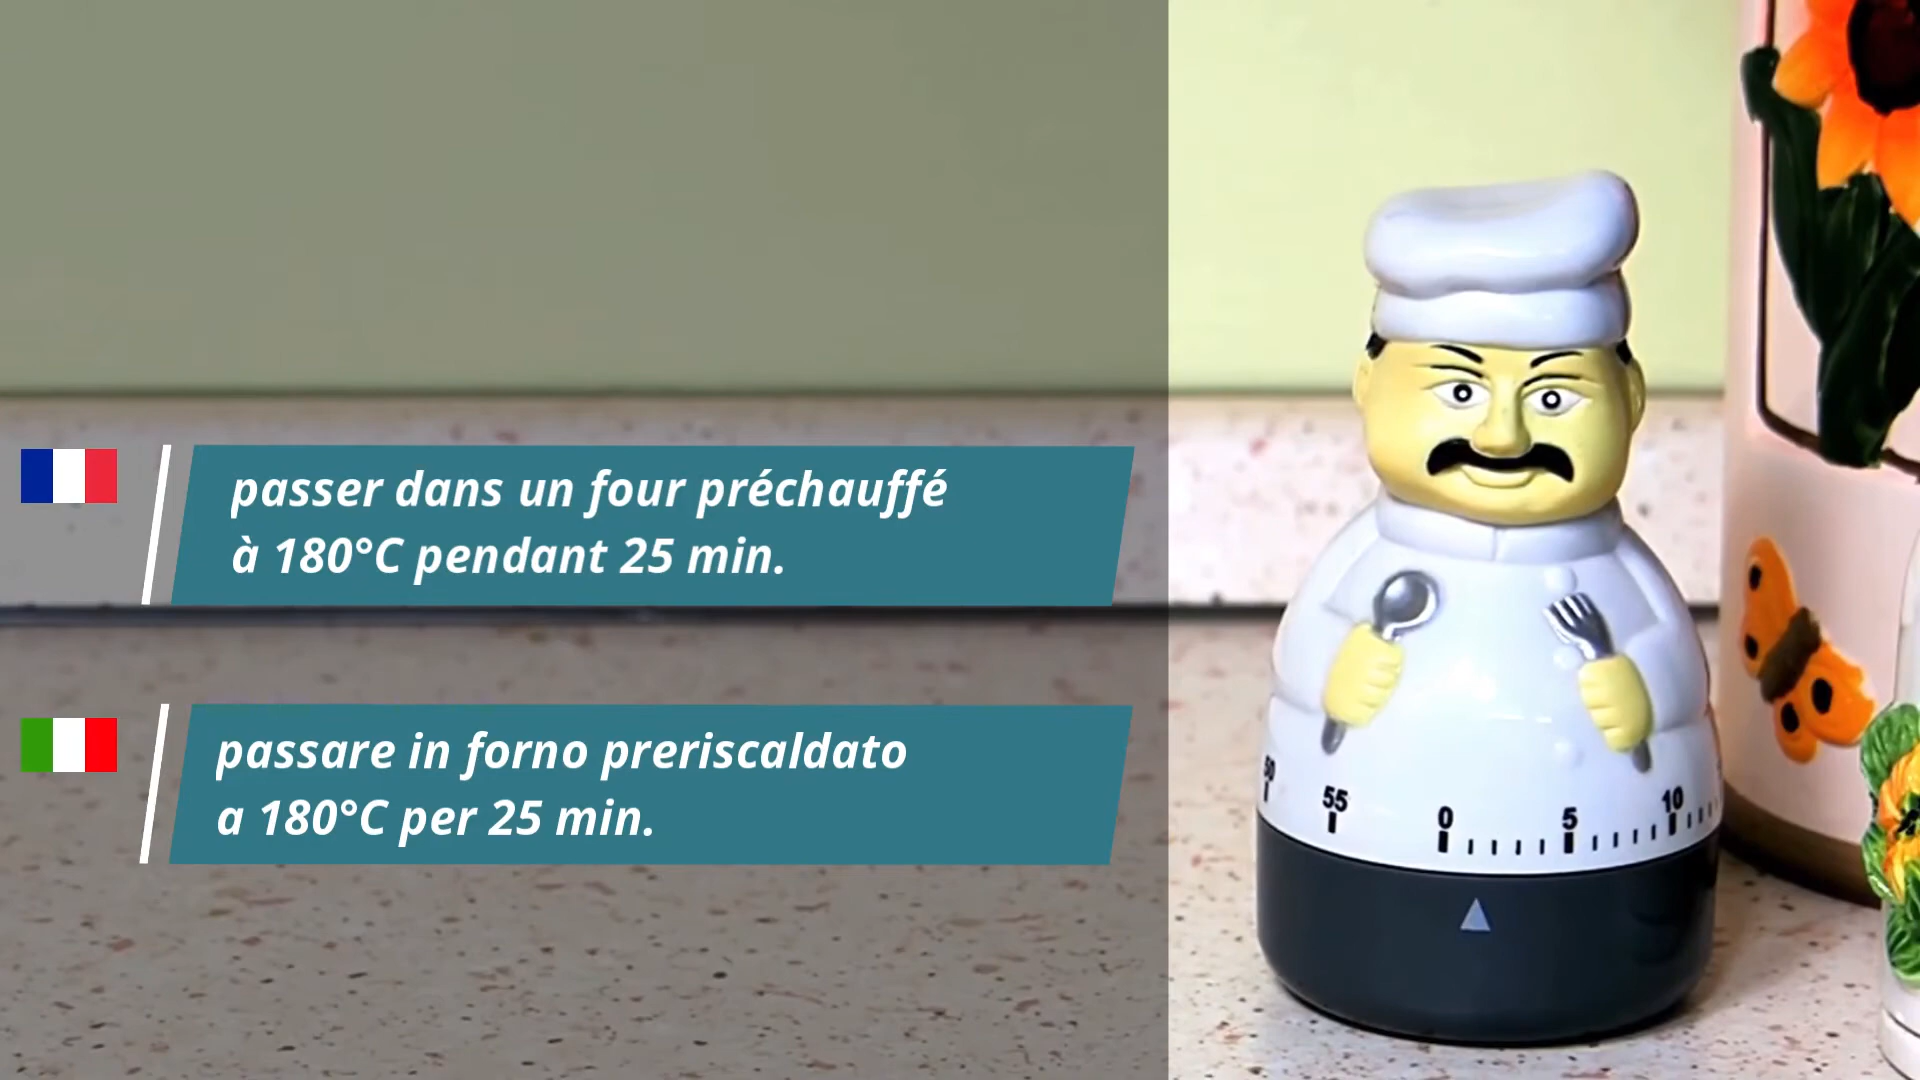 passer dans un four préchauffé
à 180°C pendant 25 min.
passare in forno preriscaldato
a 180°C per 25 min.
50 55 0 5 10